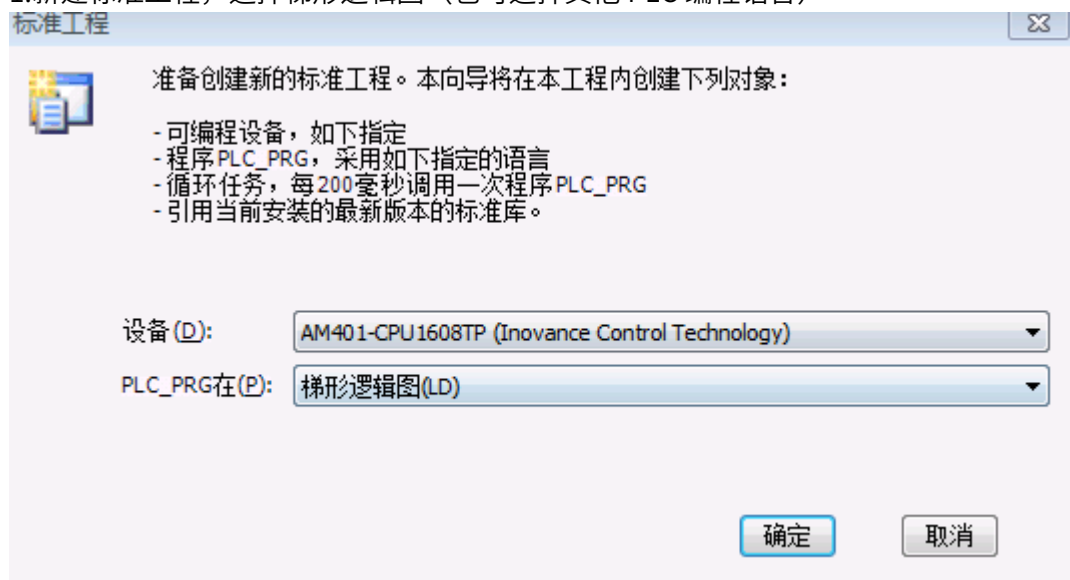 标准工程
准备创建新的标准工程。本向导将在本工程内创建下列对象：
-可编程设备，如下指定
-程序PLC_PRG，采用如下指定的语言
-循环任务，每200毫秒调用一次程序PLC_PRG
-引用当前安装的最新版本的标准库。
设备(D): AM401-CPU1608TP (Inovance Control Technology)
PLC_PRG在(P): 梯形逻辑图(LD)
确定 取消